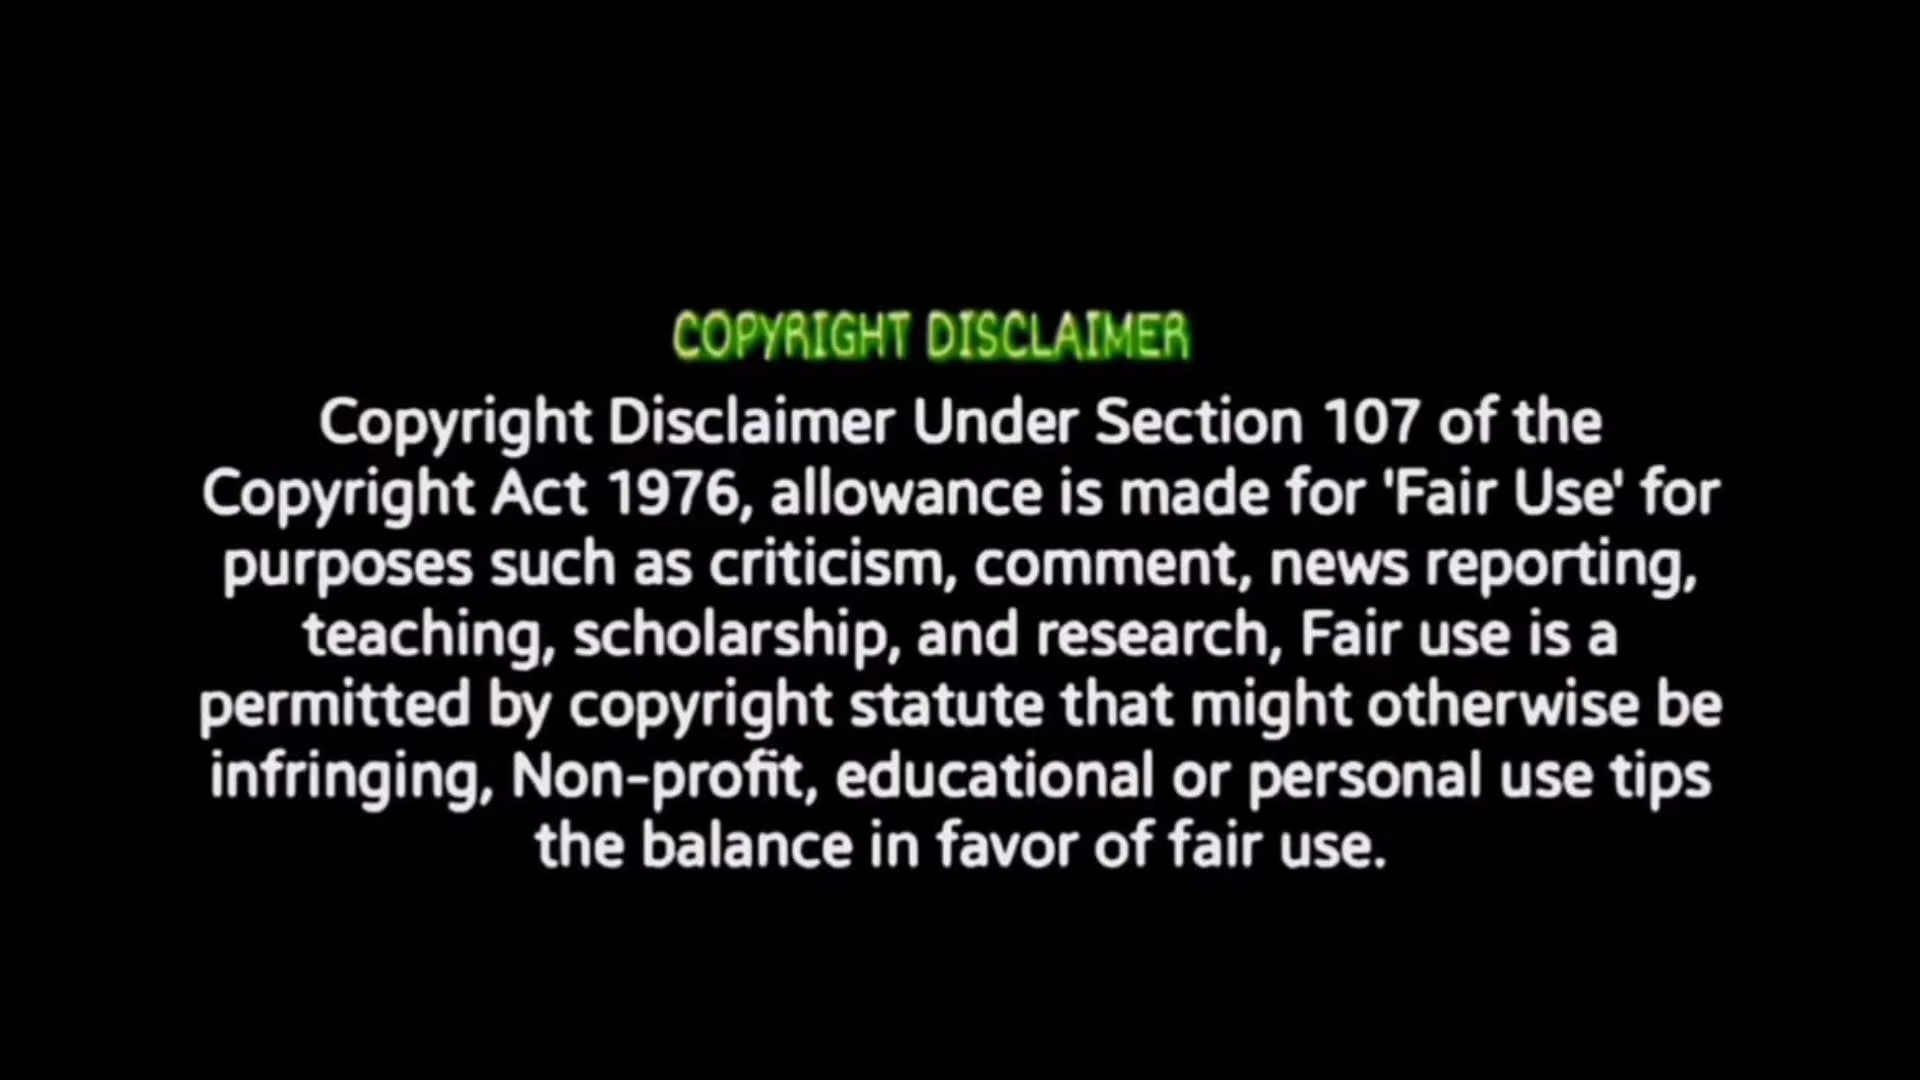 COPYRIGHT DISCLAIMER
Copyright Disclaimer Under Section 107 of the
Copyright Act 1976, allowance is made for 'Fair Use' for
purposes such as criticism, comment, news reporting,
teaching, scholarship, and research, Fair use is a
permitted by copyright statute that might otherwise be
infringing, Non-profit, educational or personal use tips
the balance in favor of fair use.